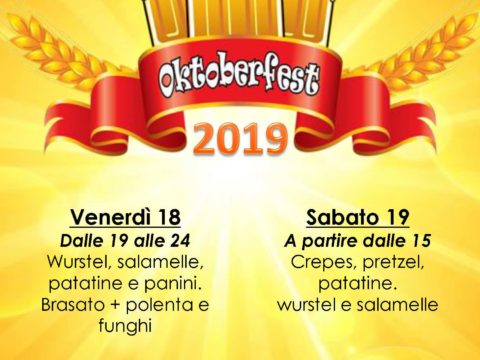 Oktoberfest
2019
Venerdì 18
Dalle 19 alle 24
Wurstel, salamelle,
patatine e panini.
Brasato + polenta e
funghi
Sabato 19
A partire dalle 15
Crepes, pretzel,
patatine.
wurstel e salamelle